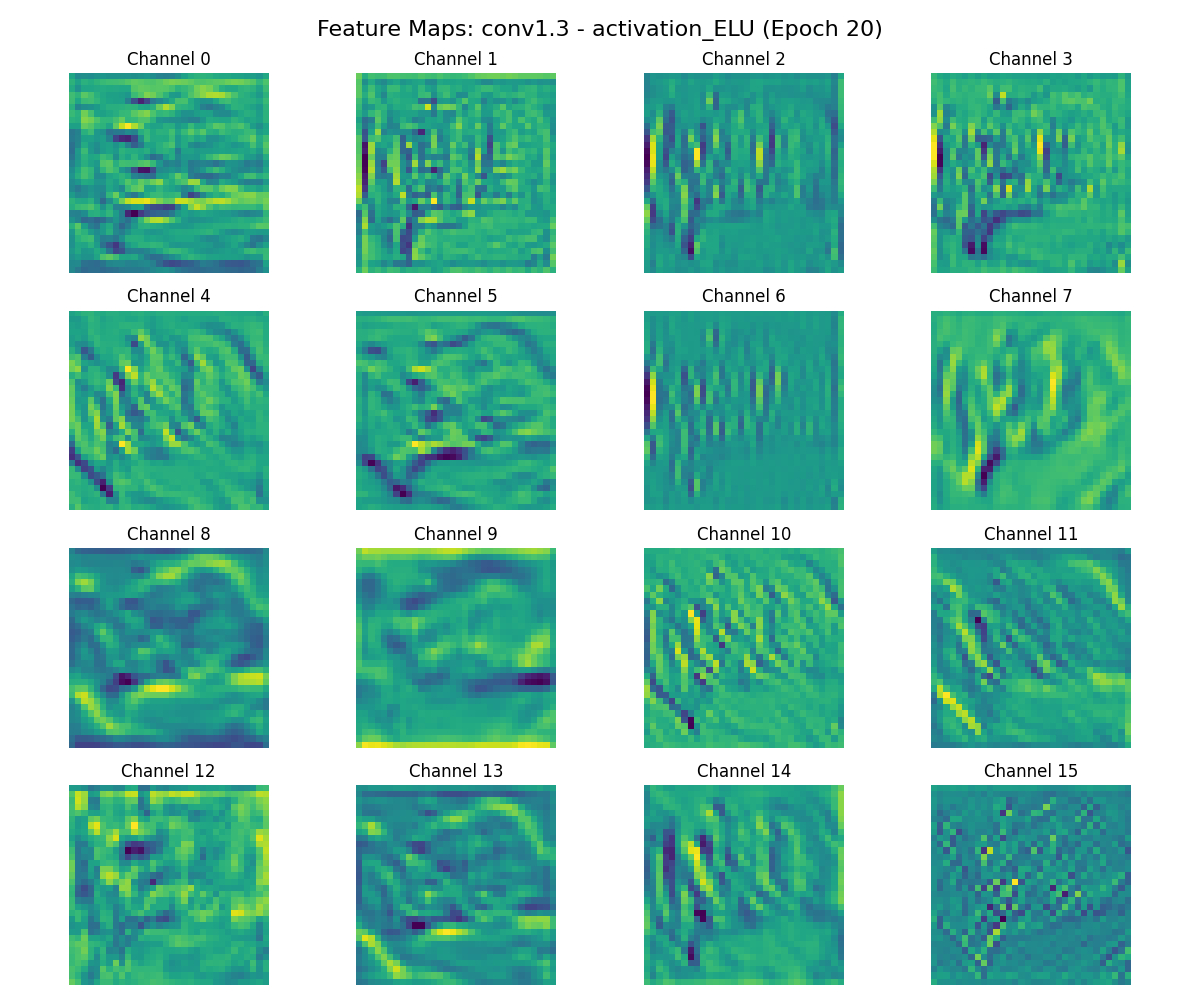 Feature Maps: conv1.3 - activation_ELU (Epoch 20)
Channel 0
Channel 1
Channel 2
Channel 3
Channel 4
Channel 5
Channel 6
Channel 7
Channel 8
Channel 9
Channel 10
Channel 11
Channel 12
Channel 13
Channel 14
Channel 15